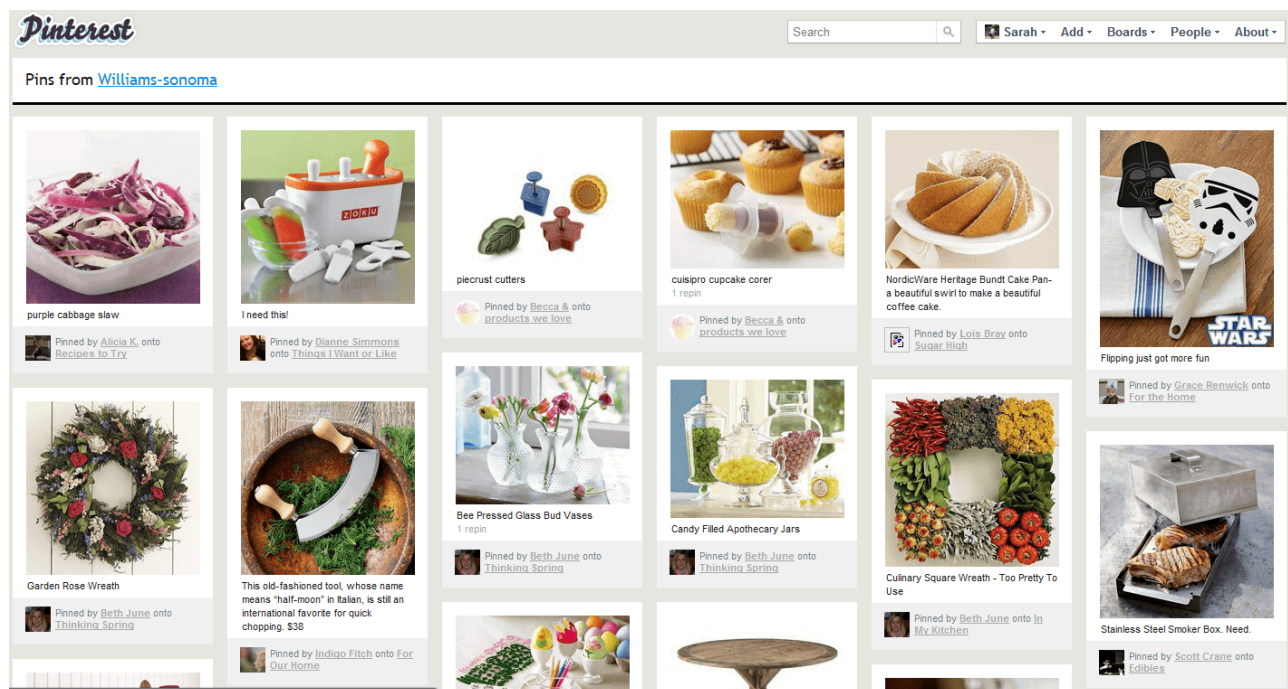 Pinterest
Search
Sarah
Add
Boards
People
About
Pins from Williams-sonoma
ZOKU
purple cabbage slaw
Pinned by Alicia K. onto
Recipes to Try
I need this!
Pinned by Dianne Simmons
onto Things I Want or Like
piecrust cutters
Pinned by Becca & onto
products we love
cuisipro cupcake corer
1 repin
Pinned by Becca & onto
products we love
NordicWare Heritage Bundt Cake Pan-
a beautiful swirl to make a beautiful
coffee cake.
Pinned by Lois Bray onto
Sugar High
STAR
WARS
Flipping just got more fun
Pinned by Grace Renwick onto
For the Home
Garden Rose Wreath
Pinned by Beth June onto
Thinking Spring
This old-fashioned tool, whose name
means "half-moon" in Italian, is still an
international favorite for quick
chopping. $38
Pinned by Indigo Fitch onto For
Our Home
Bee Pressed Glass Bud Vases
1 repin
Pinned by Beth June onto
Thinking Spring
Candy Filled Apothecary Jars
Pinned by Beth June onto
Thinking Spring
Culinary Square Wreath - Too Pretty To
Use
Pinned by Beth June onto In
My Kitchen
Stainless Steel Smoker Box. Need.
Pinned by Scott Crane onto
Edibles